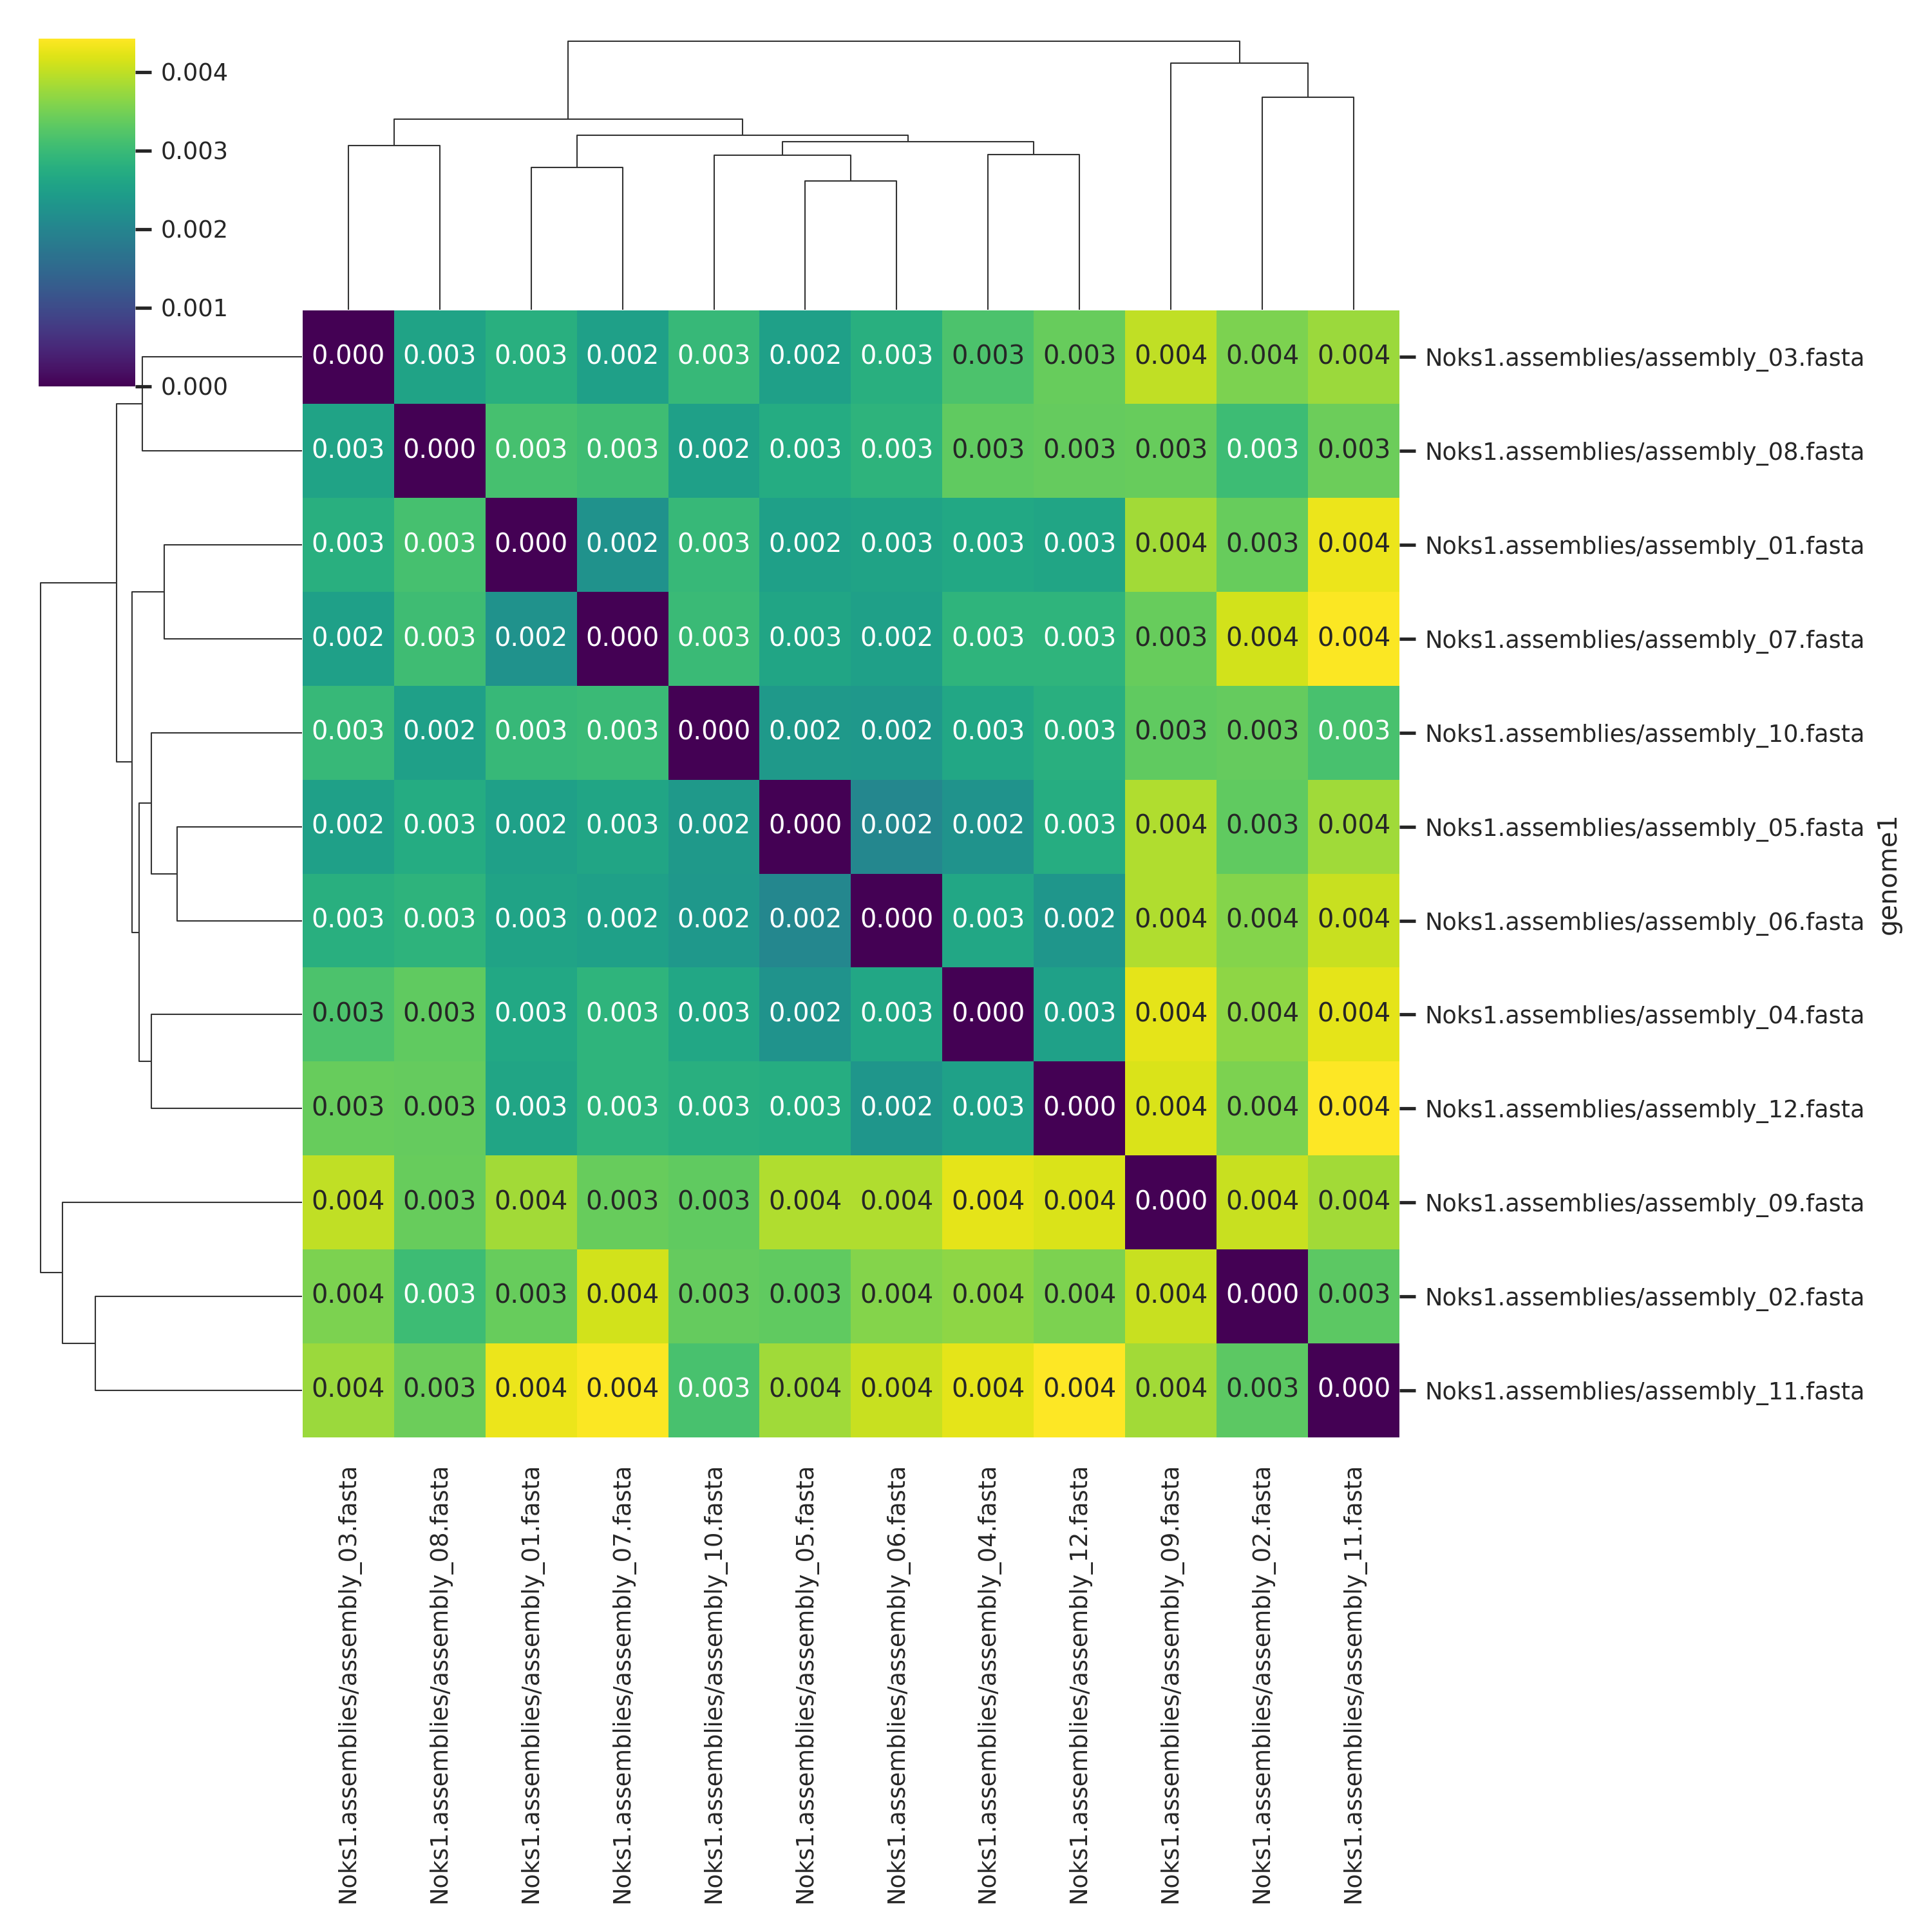 0.004
0.003
0.002
0.001
0.000
0.000 0.003 0.003 0.002 0.003 0.002 0.003 0.003 0.003 0.004 0.004 0.004 Noks1.assemblies/assembly_03.fasta
0.003 0.000 0.003 0.003 0.002 0.003 0.003 0.003 0.003 0.003 0.003 0.003 Noks1.assemblies/assembly_08.fasta
0.003 0.003 0.000 0.002 0.003 0.002 0.003 0.003 0.003 0.004 0.003 0.004 Noks1.assemblies/assembly_01.fasta
0.002 0.003 0.002 0.000 0.003 0.003 0.002 0.003 0.003 0.003 0.004 0.004 Noks1.assemblies/assembly_07.fasta
0.003 0.002 0.003 0.003 0.000 0.002 0.002 0.003 0.003 0.003 0.003 0.003 Noks1.assemblies/assembly_10.fasta
0.002 0.003 0.002 0.003 0.002 0.000 0.002 0.002 0.003 0.004 0.003 0.004 Noks1.assemblies/assembly_05.fasta
0.003 0.003 0.003 0.002 0.002 0.002 0.000 0.003 0.002 0.004 0.004 0.004 Noks1.assemblies/assembly_06.fasta
0.003 0.003 0.003 0.003 0.003 0.002 0.003 0.000 0.003 0.004 0.004 0.004 Noks1.assemblies/assembly_04.fasta
0.003 0.003 0.003 0.003 0.003 0.003 0.002 0.003 0.000 0.004 0.004 0.004 Noks1.assemblies/assembly_12.fasta
0.004 0.003 0.004 0.003 0.003 0.004 0.004 0.004 0.004 0.000 0.004 0.004 Noks1.assemblies/assembly_09.fasta
0.004 0.003 0.003 0.004 0.003 0.003 0.004 0.004 0.004 0.004 0.000 0.003 Noks1.assemblies/assembly_02.fasta
0.004 0.003 0.004 0.004 0.003 0.004 0.004 0.004 0.004 0.004 0.003 0.000 Noks1.assemblies/assembly_11.fasta
genome1
Noks1.assemblies/assembly_03.fasta
Noks1.assemblies/assembly_08.fasta
Noks1.assemblies/assembly_01.fasta
Noks1.assemblies/assembly_07.fasta
Noks1.assemblies/assembly_10.fasta
Noks1.assemblies/assembly_05.fasta
Noks1.assemblies/assembly_06.fasta
Noks1.assemblies/assembly_04.fasta
Noks1.assemblies/assembly_12.fasta
Noks1.assemblies/assembly_09.fasta
Noks1.assemblies/assembly_02.fasta
Noks1.assemblies/assembly_11.fasta